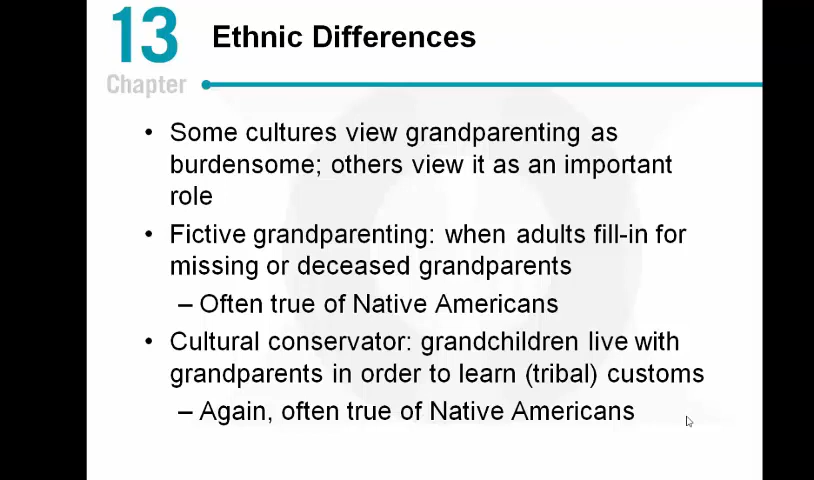 13
Chapter
Ethnic Differences
• Some cultures view grandparenting as
burdensome; others view it as an important
role
• Fictive grandparenting: when adults fill-in for
missing or deceased grandparents
– Often true of Native Americans
• Cultural conservator: grandchildren live with
grandparents in order to learn (tribal) customs
– Again, often true of Native Americans